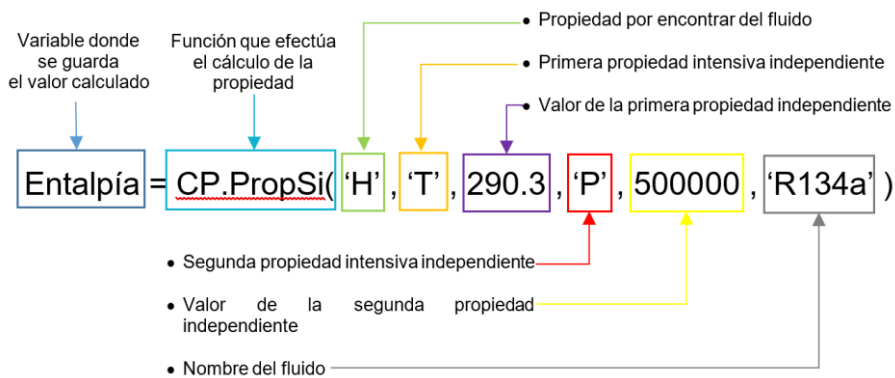 Variable donde
se guarda
el valor calculado
Función que efectúa
el cálculo de la
propiedad
• Propiedad por encontrar del fluido
• Primera propiedad intensiva independiente
• Valor de la primera propiedad independiente
Entalpía = CP.PropSi( ‘H’ , ‘T’ , 290.3 , ‘P’ , 500000 , ‘R134a’ )
• Segunda propiedad intensiva independiente
• Valor de la segunda propiedad
independiente
• Nombre del fluido